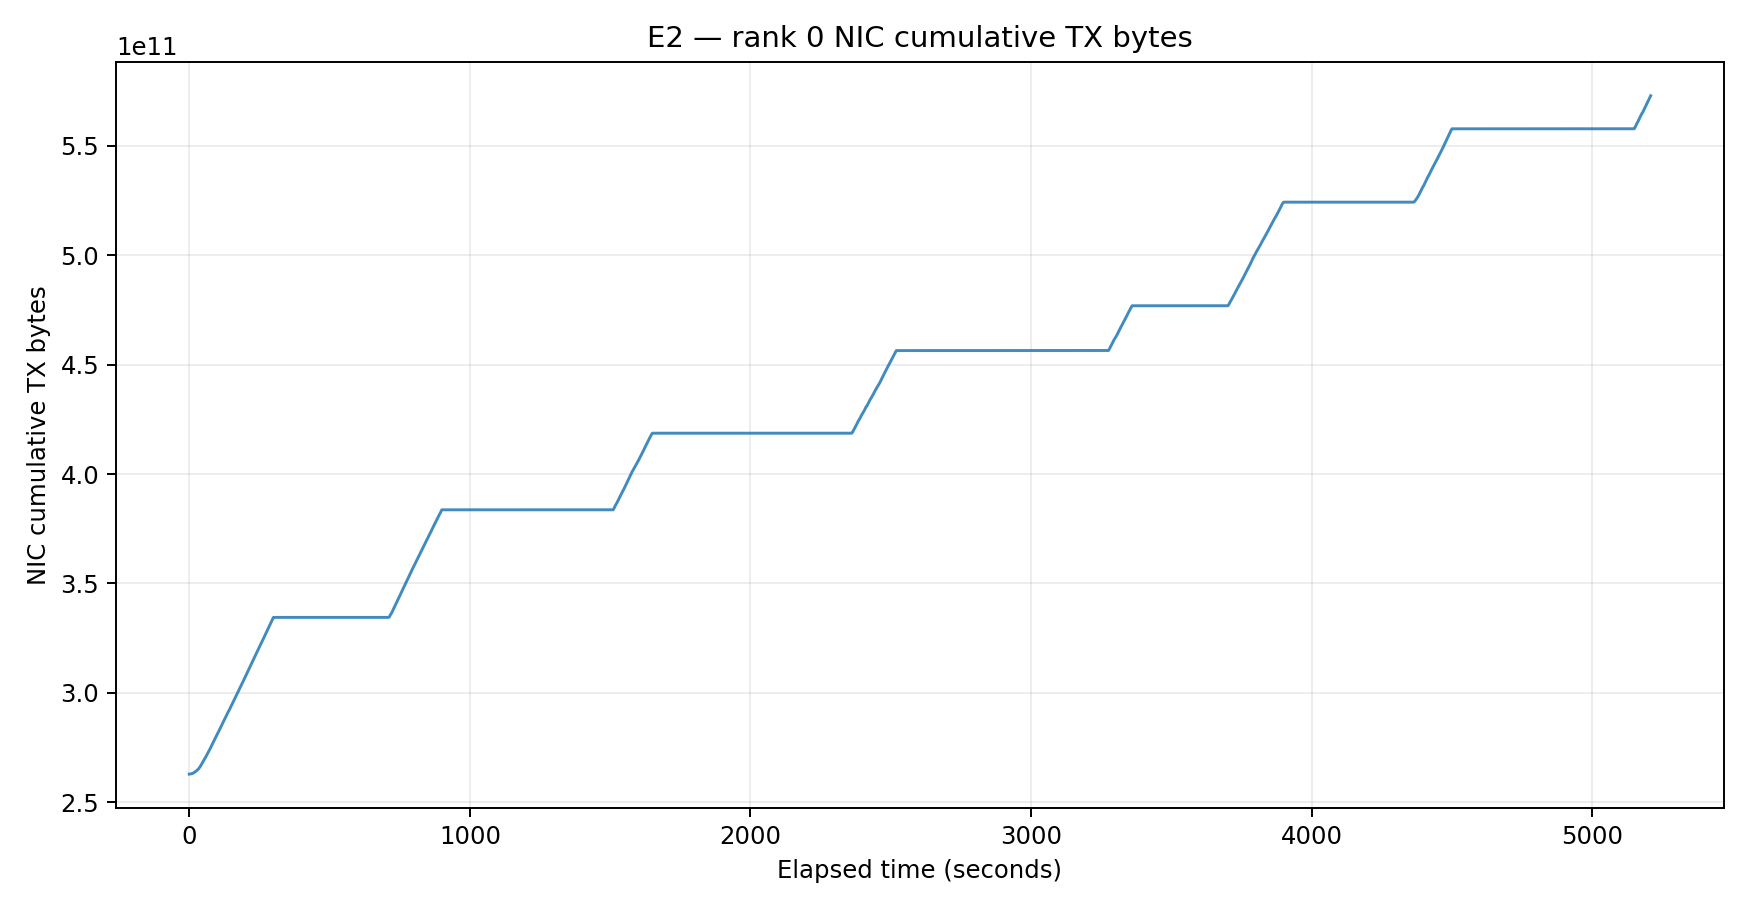 E2 — rank 0 NIC cumulative TX bytes
1e11
5.5
5.0
4.5
4.0
3.5
3.0
2.5
NIC cumulative TX bytes
0 1000 2000 3000 4000 5000
Elapsed time (seconds)